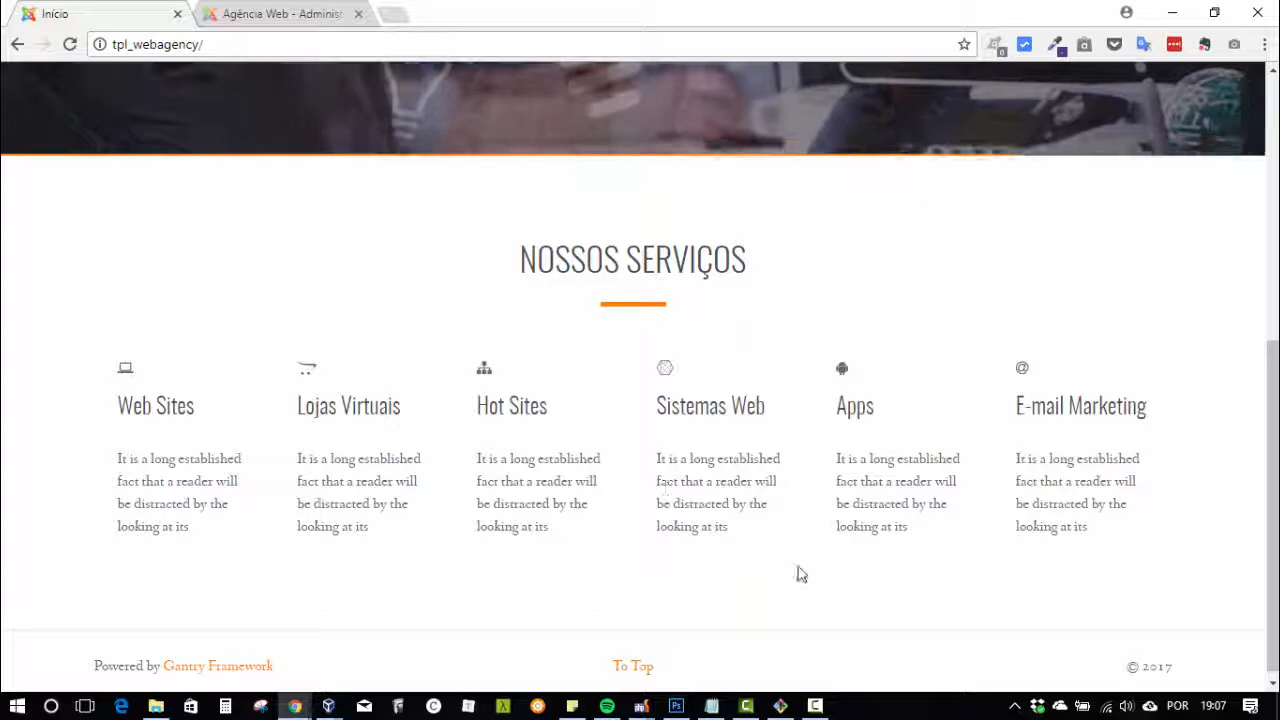 Início
Agência Web - Adminis
tpl_webagency/
NOSSOS SERVIÇOS
Web Sites
It is a long established
fact that a reader will
be distracted by the
looking at its
Lojas Virtuais
It is a long established
fact that a reader will
be distracted by the
looking at its
Hot Sites
It is a long established
fact that a reader will
be distracted by the
looking at its
Sistemas Web
It is a long established
fact that a reader will
be distracted by the
looking at its
Apps
It is a long established
fact that a reader will
be distracted by the
looking at its
E-mail Marketing
It is a long established
fact that a reader will
be distracted by the
looking at its
Powered by Gantry Framework
To Top
© 2017
POR
19:07